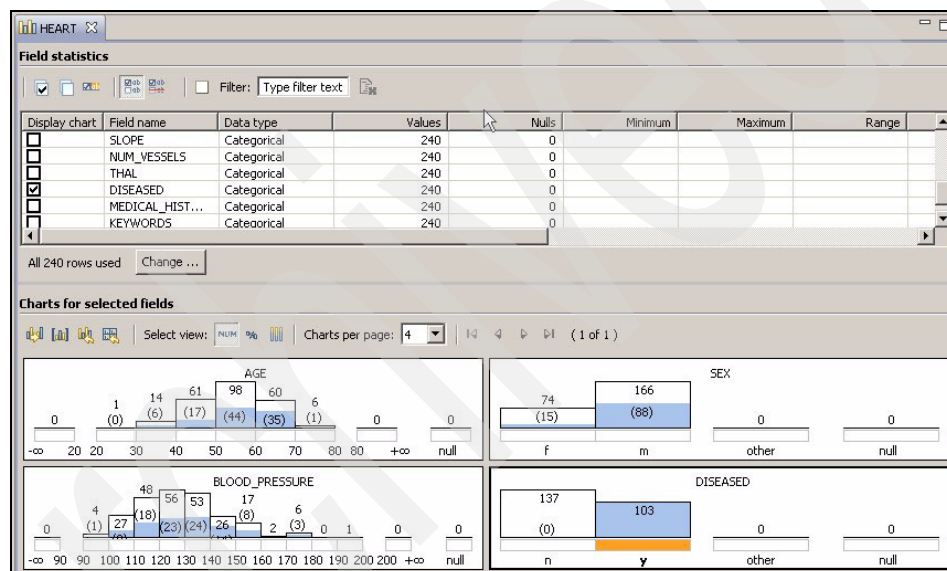 HEART
Field statistics
Filter: Type filter text
Display chart Field name Data type Values Nulls Minimum Maximum Range
SLOPE Categorical 240 0
NUM_VESSELS Categorical 240 0
THAL Categorical 240 0
DISEASED Categorical 240 0
MEDICAL_HIST... Categorical 240 0
KEYWORDS Categorical 240 0
All 240 rows used Change ...
Charts for selected fields
Select view: NUM % Charts per page: 4 (1 of 1)
AGE
0 1 14 61 98 60 6 0 0
(0) (6) (17) (44) (35) (1)
-∞ 20 20 30 40 50 60 70 80 80 +∞ null
SEX
74 166 0 0
(15) (88)
f m other null
BLOOD_PRESSURE
0 4 27 48 56 53 26 17 2 6 0 1 0 0
(1) (18) (23) (24) (8) (3)
-∞ 90 90 100 110 120 130 140 150 160 170 180 190 200 200 +∞ null
DISEASED
137 103 0 0
(0)
n y other null